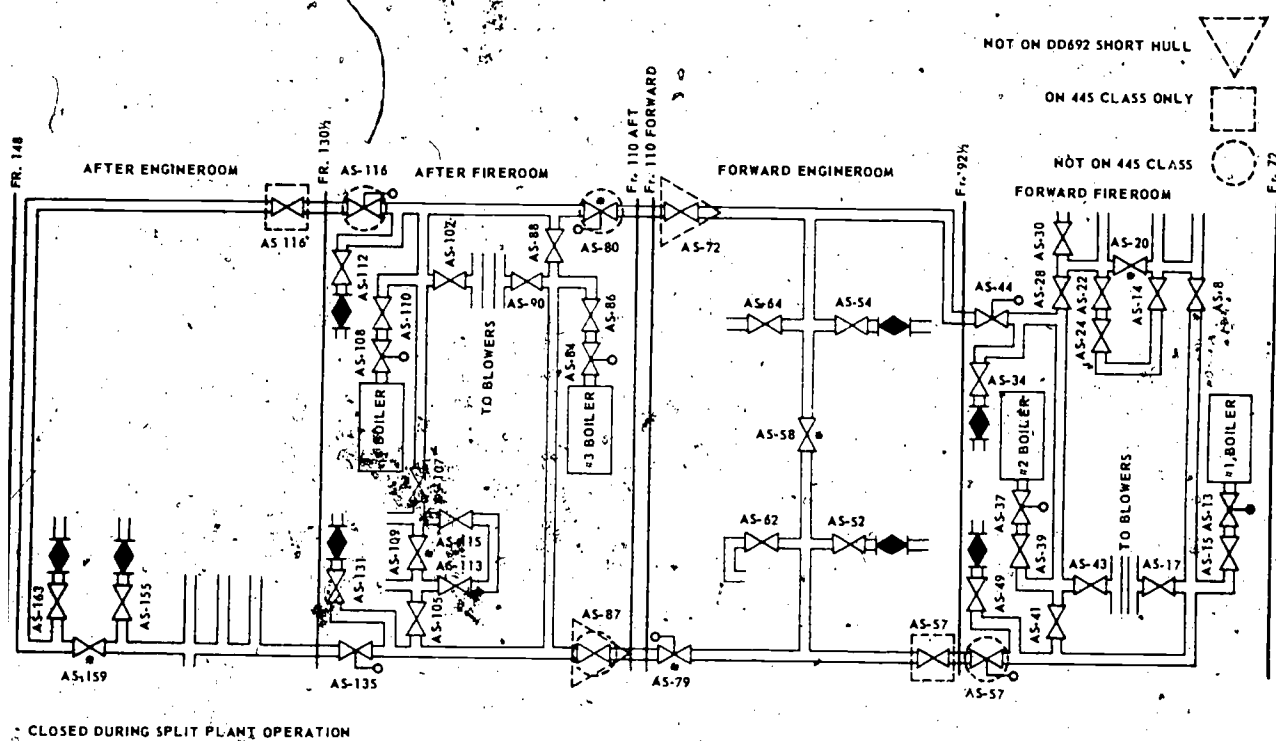 NOT ON DD692 SHORT HULL
ON 445 CLASS ONLY
NOT ON 445 CLASS
FR. 148
AFTER ENGINEROOM
FR. 130½
AFTER FIREROOM
Fr. 110 AFT
Fr. 110 FORWARD
FORWARD ENGINEROOM
Fr. 92½
FORWARD FIREROOM
Fr. 72
AS-116
AS 116
AS-112
AS-110
AS-108
AS-102
AS-88
AS-80
AS-90
AS-86
AS-84
AS-72
AS-64
AS-54
AS-44
AS-30
AS-28
AS-22
AS-24
AS-20
AS-14
AS-8
AS-34
BOILER
TO BLOWERS
#3 BOILER
AS-58
#2 BOILER
#1 BOILER
AS-109
AS-113
AS-105
AS-131
AS-62
AS-52
AS-37
AS-39
AS-49
AS-43
TO BLOWERS
AS-17
AS-13
AS-15
AS-41
AS-163
AS-155
AS-159
AS-135
AS-87
AS-79
AS-57
AS-57
CLOSED DURING SPLIT PLANT OPERATION